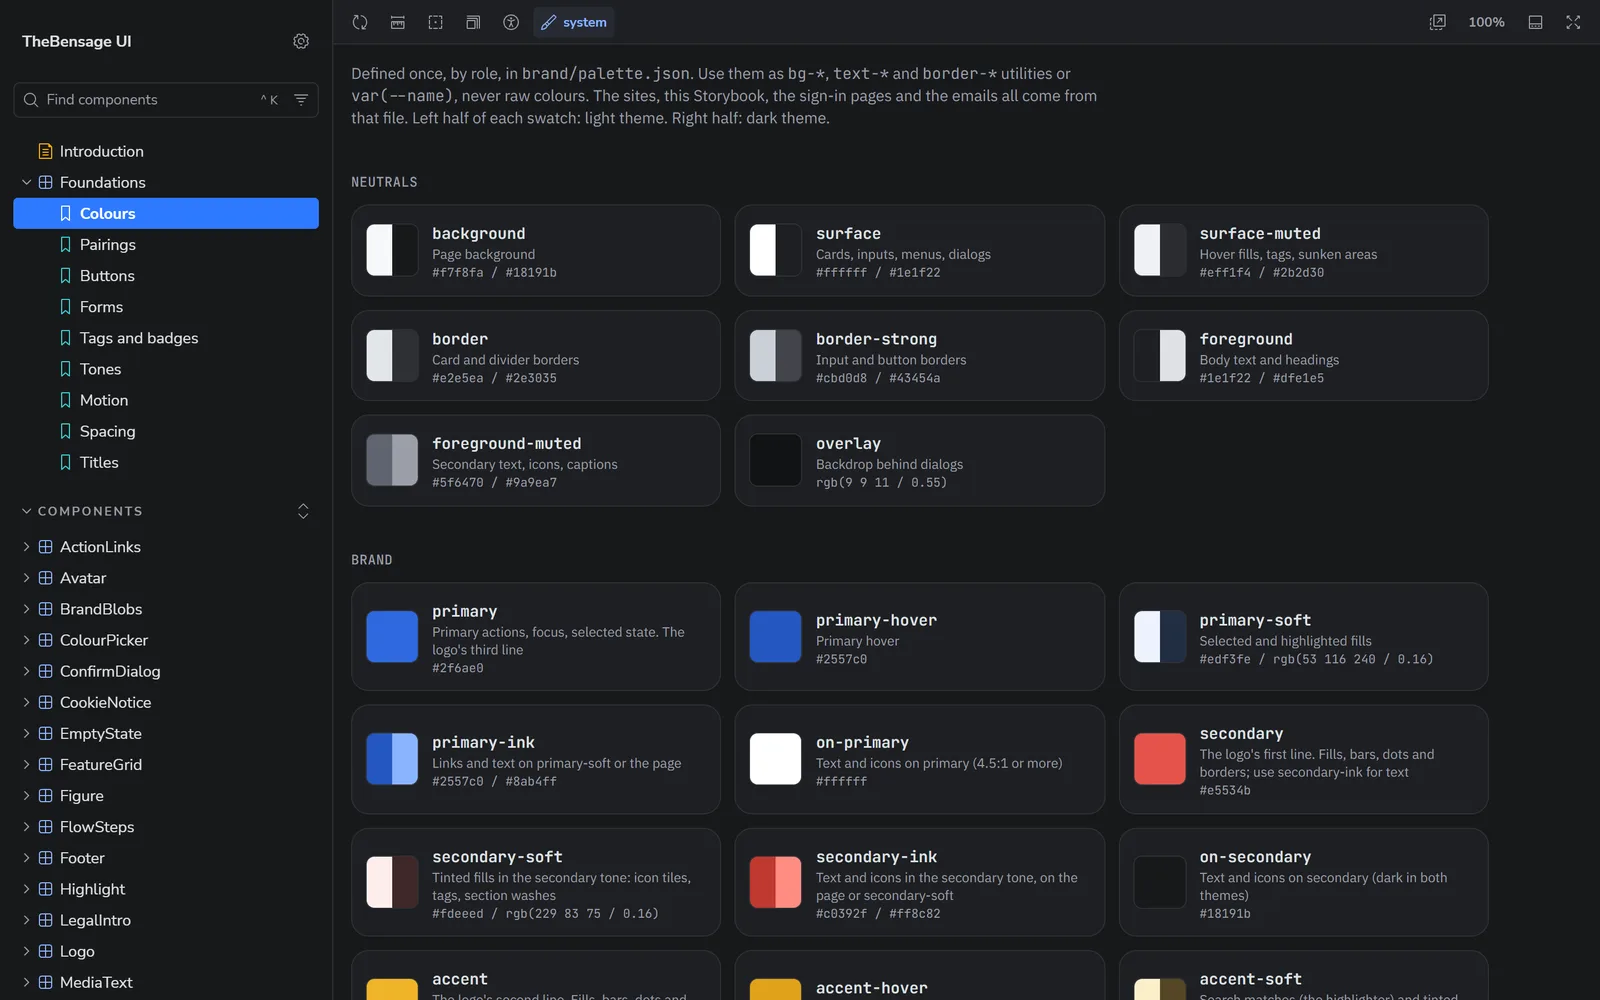 TheBensage UI
Find components
^ K
Introduction
Foundations
Colours
Pairings
Buttons
Forms
Tags and badges
Tones
Motion
Spacing
Titles
COMPONENTS
ActionLinks
Avatar
BrandBlobs
ColourPicker
ConfirmDialog
CookieNotice
EmptyState
FeatureGrid
Figure
FlowSteps
Footer
Highlight
LegalIntro
Logo
MediaText
system
100%
Defined once, by role, in brand/palette.json. Use them as bg-*, text-* and border-* utilities or
var(--name), never raw colours. The sites, this Storybook, the sign-in pages and the emails all come from
that file. Left half of each swatch: light theme. Right half: dark theme.
NEUTRALS
background
Page background
#f7f8fa / #18191b
surface
Cards, inputs, menus, dialogs
#ffffff / #1e1f22
surface-muted
Hover fills, tags, sunken areas
#eff1f4 / #2b2d30
border
Card and divider borders
#e2e5ea / #2e3035
border-strong
Input and button borders
#cbd0d8 / #43454a
foreground
Body text and headings
#1e1f22 / #dfe1e5
foreground-muted
Secondary text, icons, captions
#5f6470 / #9a9ea7
overlay
Backdrop behind dialogs
rgb(9 9 11 / 0.55)
BRAND
primary
Primary actions, focus, selected state. The
logo's third line
#2f6ae0
primary-hover
Primary hover
#2557c0
primary-soft
Selected and highlighted fills
#edf3fe / rgb(53 116 240 / 0.16)
primary-ink
Links and text on primary-soft or the page
#2557c0 / #8ab4ff
on-primary
Text and icons on primary (4.5:1 or more)
#ffffff
secondary
The logo's first line. Fills, bars, dots and
borders; use secondary-ink for text
#e5534b
secondary-soft
Tinted fills in the secondary tone: icon tiles,
tags, section washes
#fdeeed / rgb(229 83 75 / 0.16)
secondary-ink
Text and icons in the secondary tone, on the
page or secondary-soft
#c0392f / #ff8c82
on-secondary
Text and icons on secondary (dark in both
themes)
#18191b
accent
The logo's second line. Fills, bars, dots and
accent-hover
accent-soft
Search matches (the highlighter) and tinted